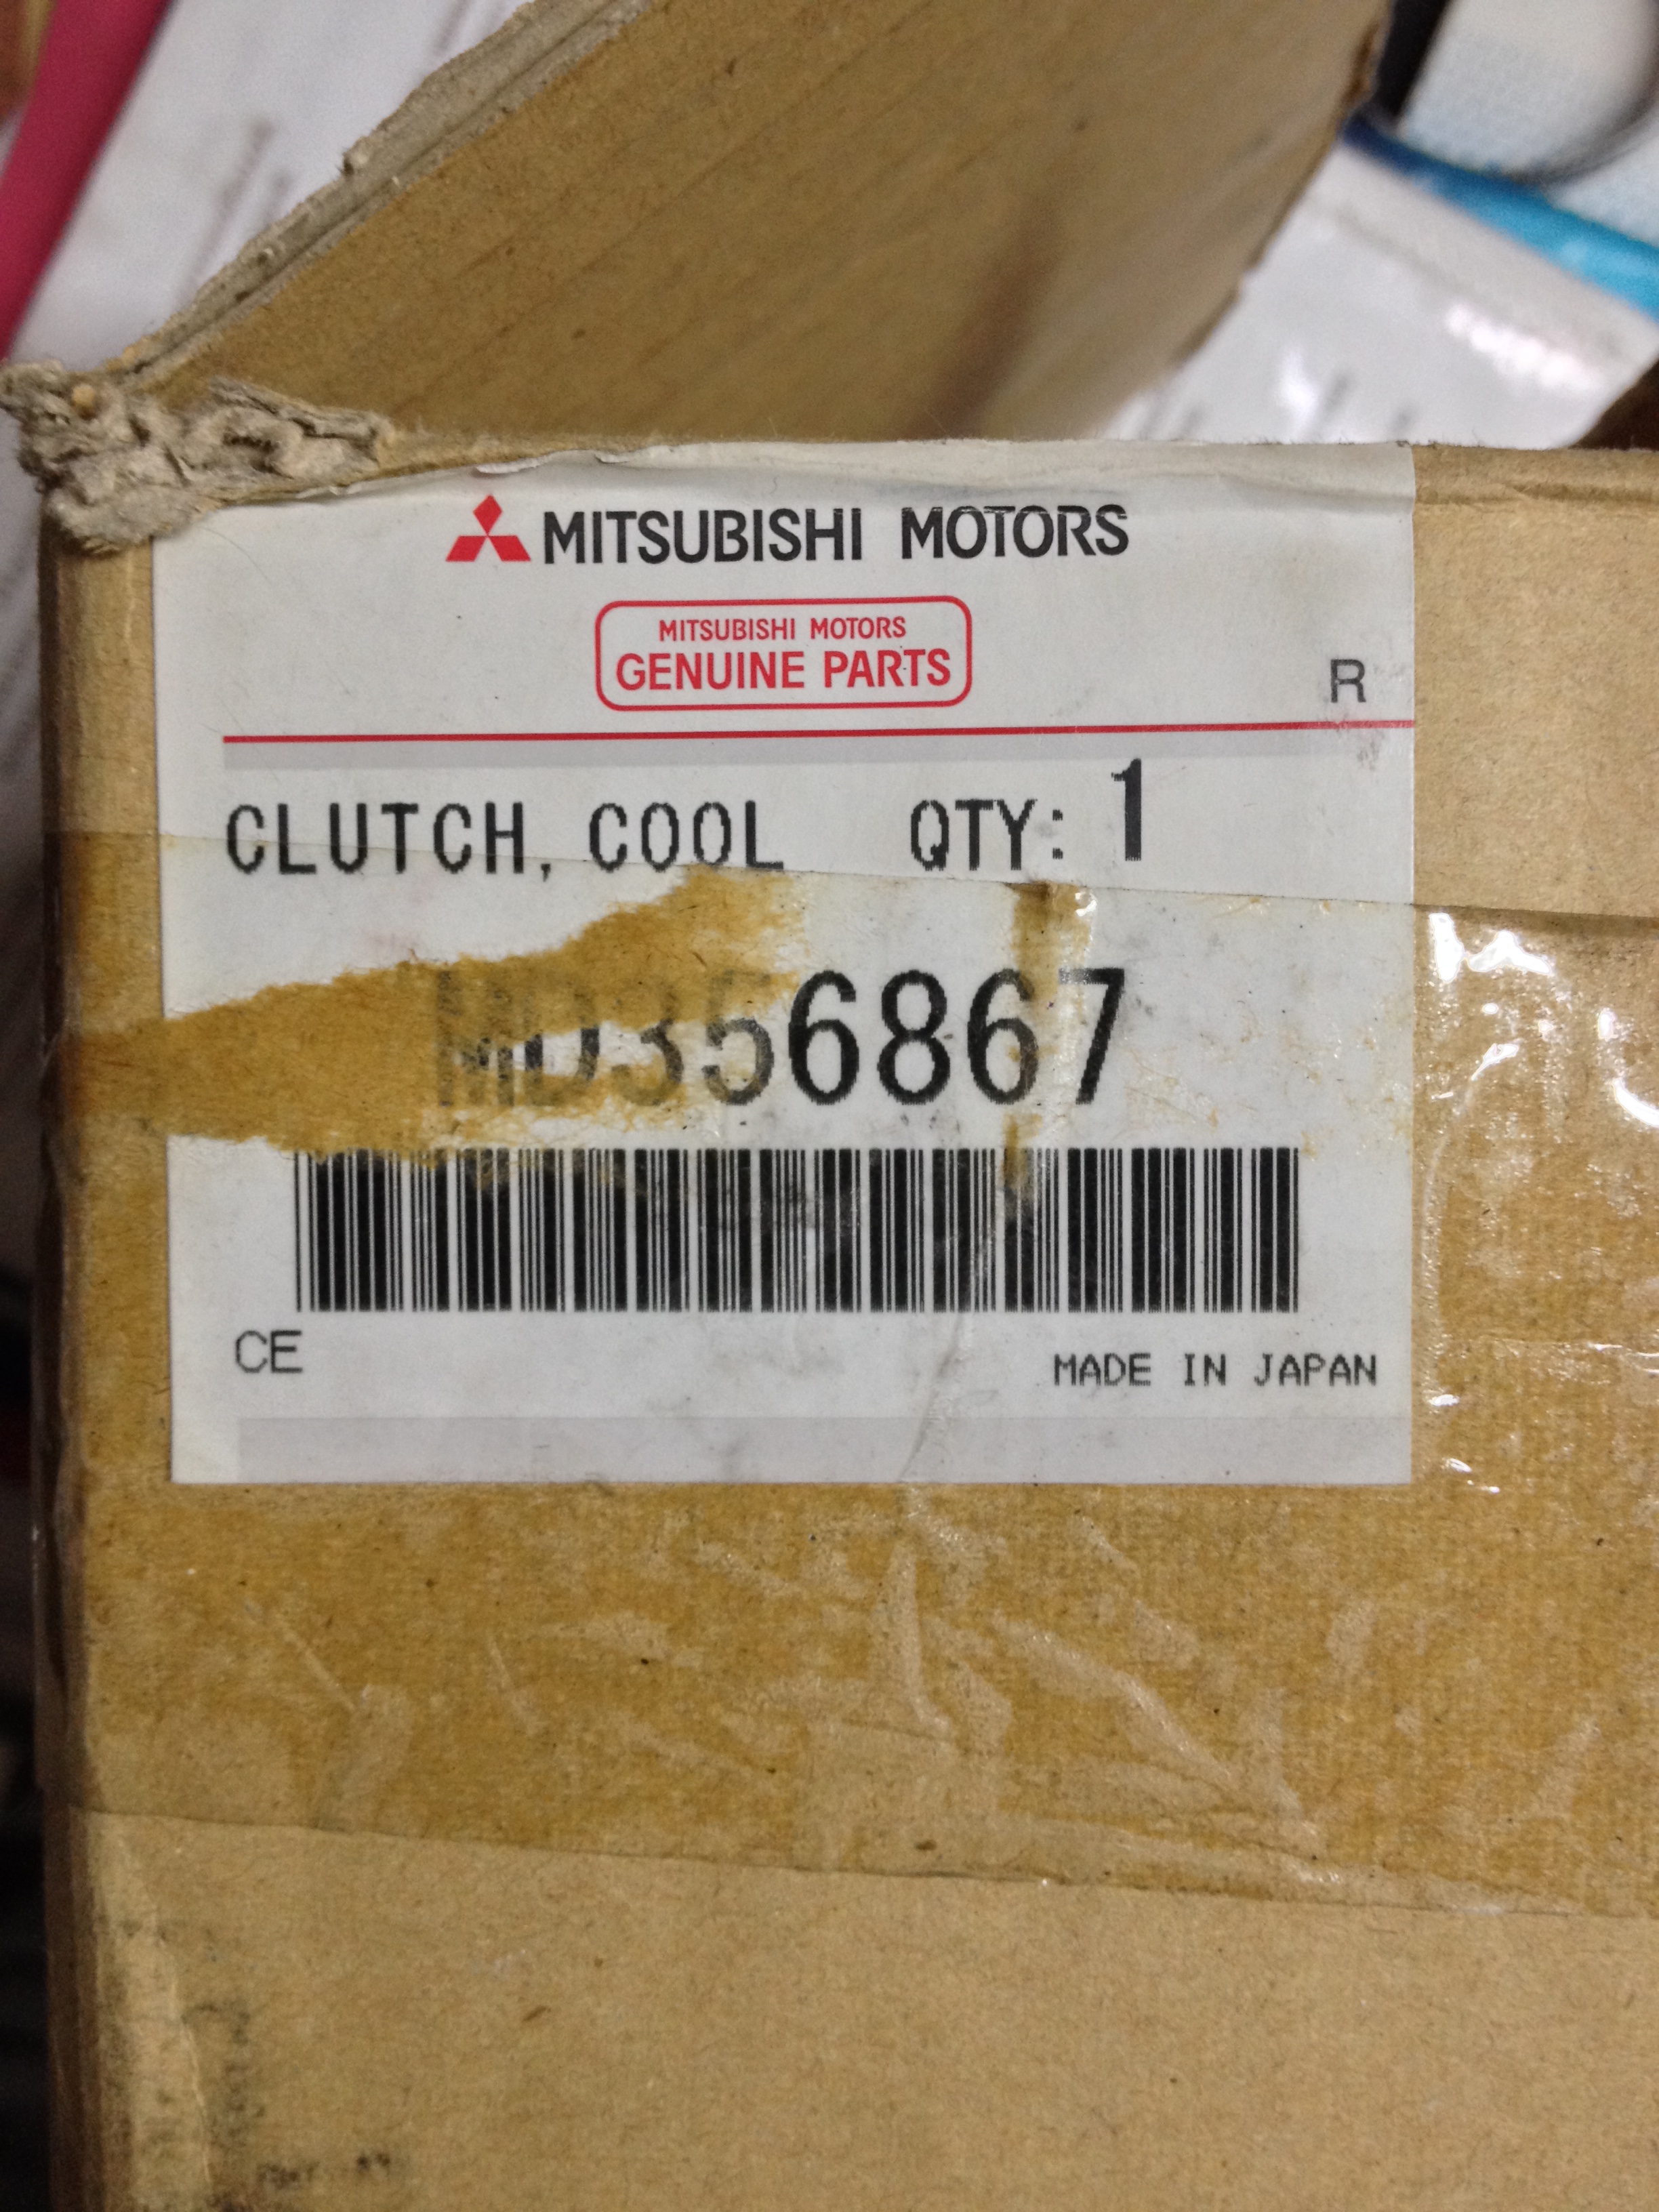 MITSUBISHI MOTORS
MITSUBISHI MOTORS
GENUINE PARTS
R
CLUTCH, COOL QTY: 1
MD356867
CE
MADE IN JAPAN